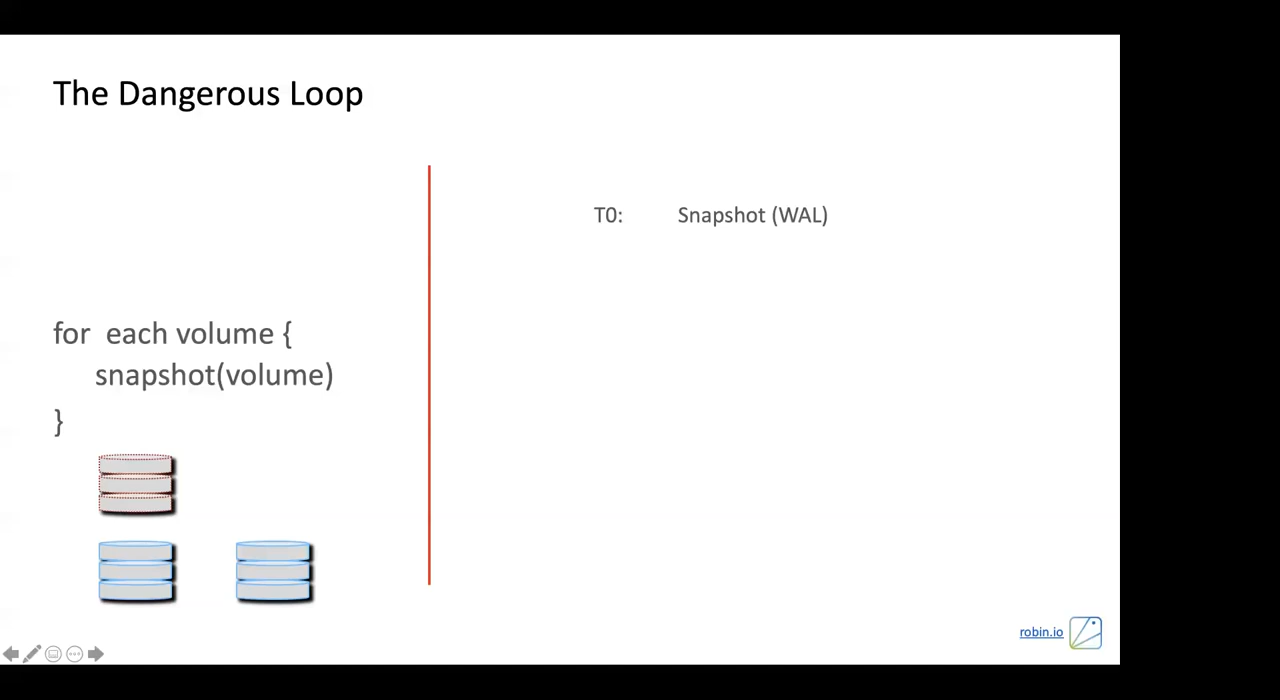 The Dangerous Loop
T0: Snapshot (WAL)
for each volume {
snapshot(volume)
}
robin.io